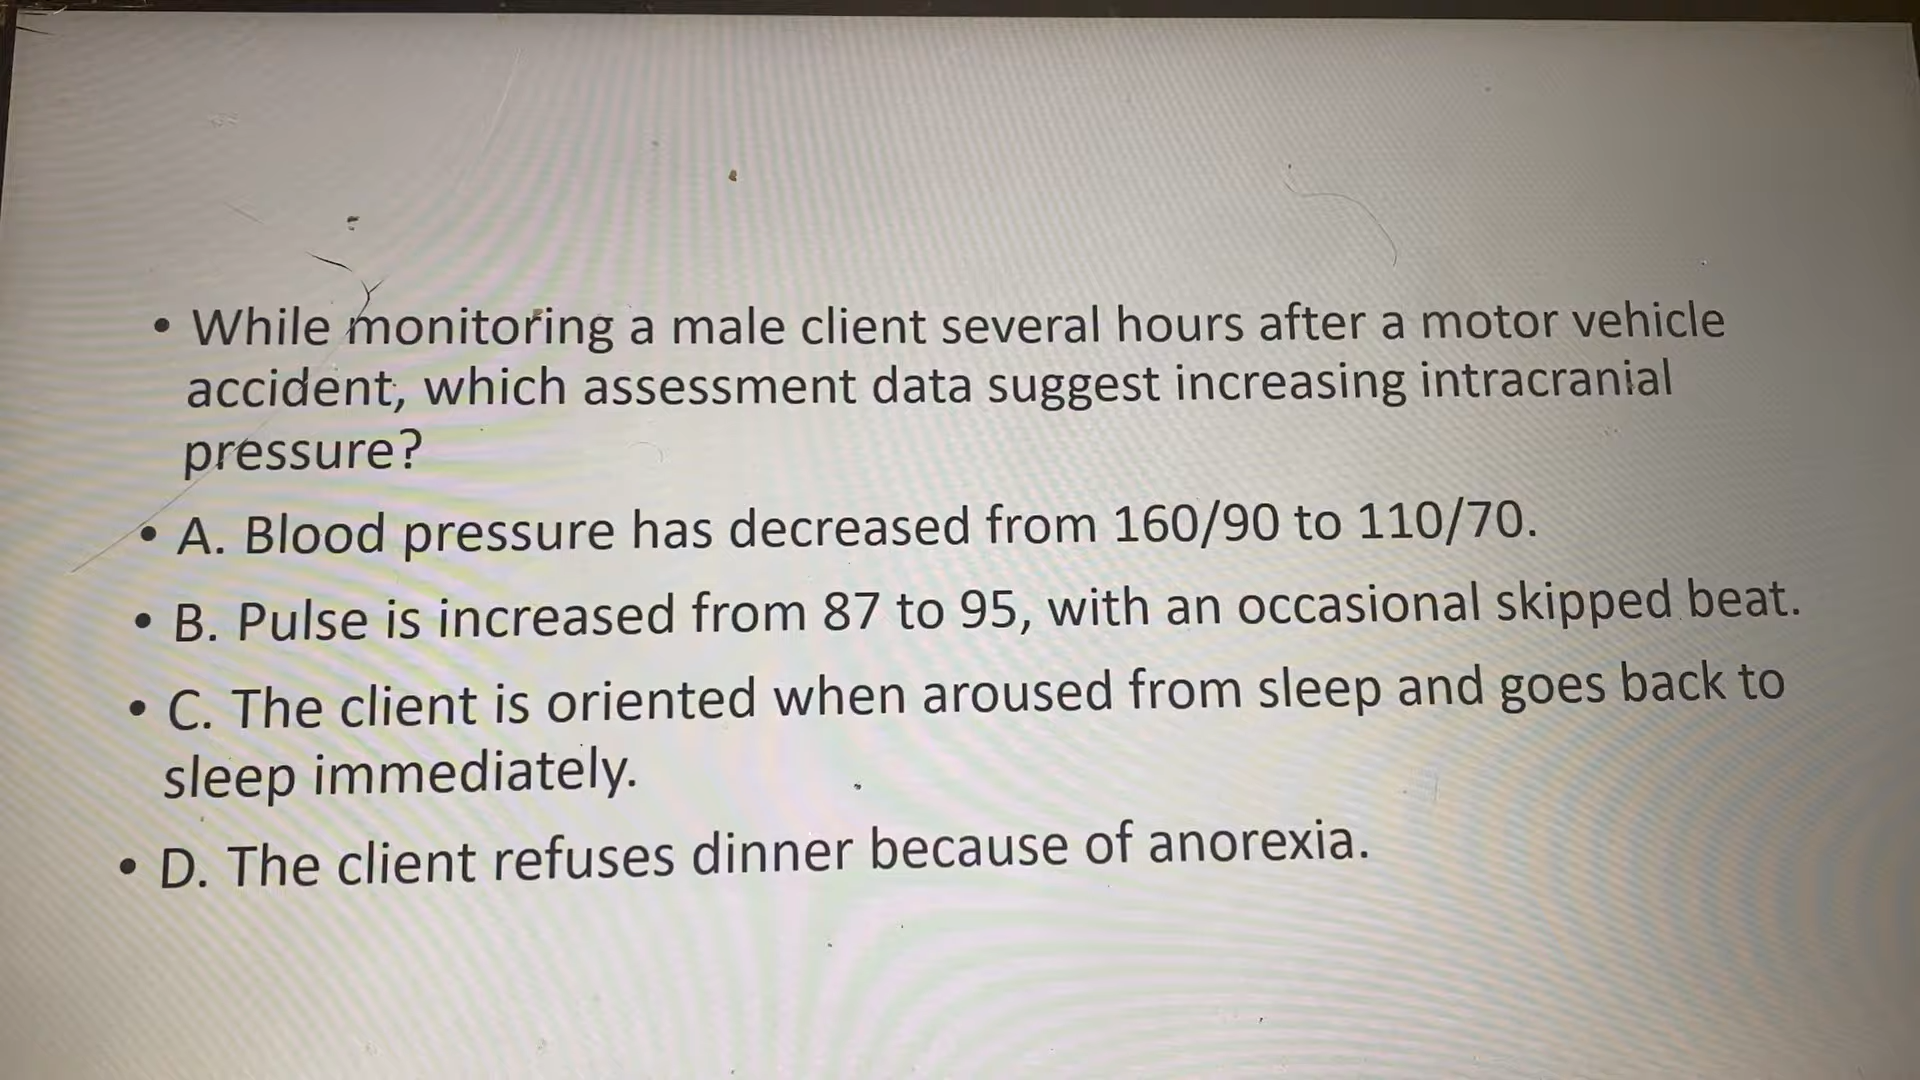 • While monitoring a male client several hours after a motor vehicle
accident, which assessment data suggest increasing intracranial
pressure?
• A. Blood pressure has decreased from 160/90 to 110/70.
• B. Pulse is increased from 87 to 95, with an occasional skipped beat.
• C. The client is oriented when aroused from sleep and goes back to
sleep immediately.
• D. The client refuses dinner because of anorexia.